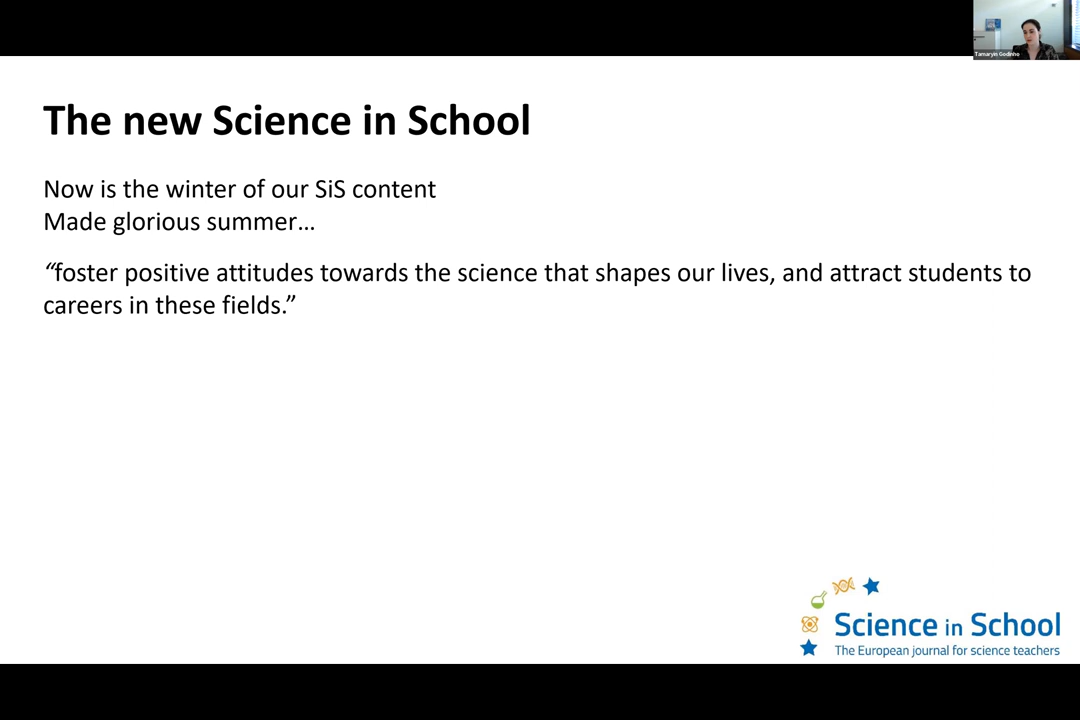 Tamaryin Godinho
The new Science in School
Now is the winter of our SiS content
Made glorious summer…
“foster positive attitudes towards the science that shapes our lives, and attract students to
careers in these fields.”
Science in School
The European journal for science teachers